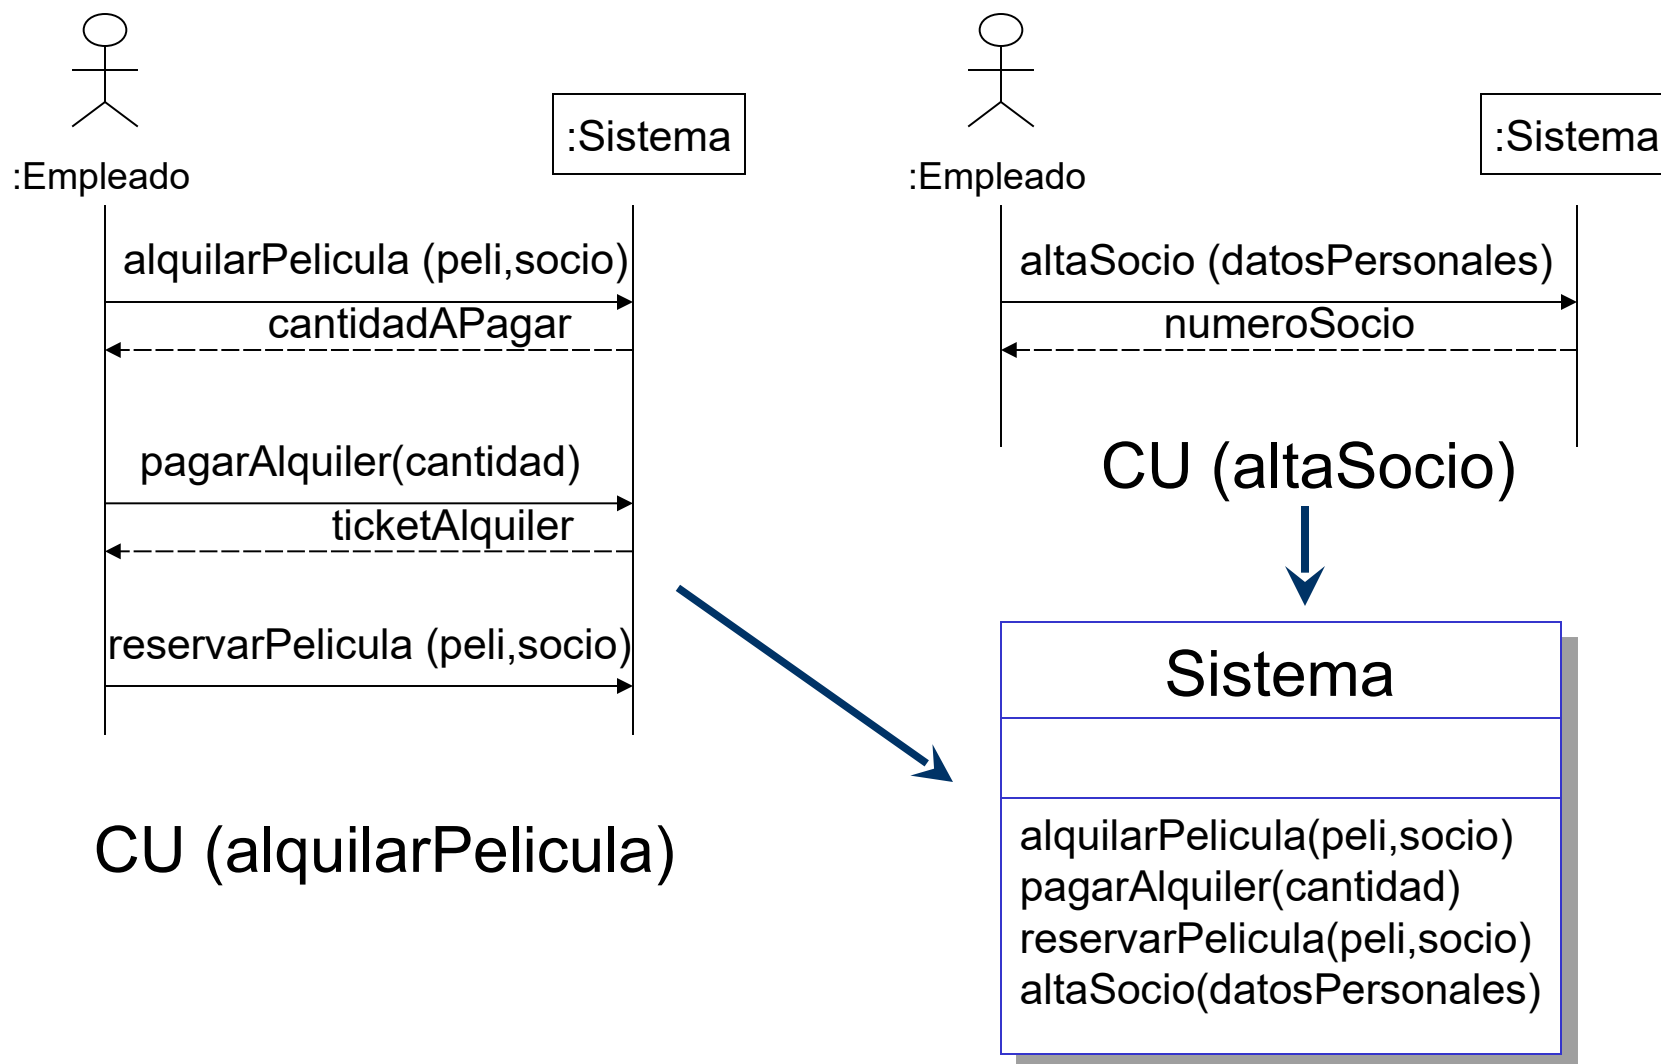 :Empleado
:Sistema
alquilarPelicula (peli,socio)
cantidadAPagar
pagarAlquiler(cantidad)
ticketAlquiler
reservarPelicula (peli,socio)
CU (alquilarPelicula)
:Empleado
:Sistema
altaSocio (datosPersonales)
numeroSocio
CU (altaSocio)
Sistema
alquilarPelicula(peli,socio)
pagarAlquiler(cantidad)
reservarPelicula(peli,socio)
altaSocio(datosPersonales)